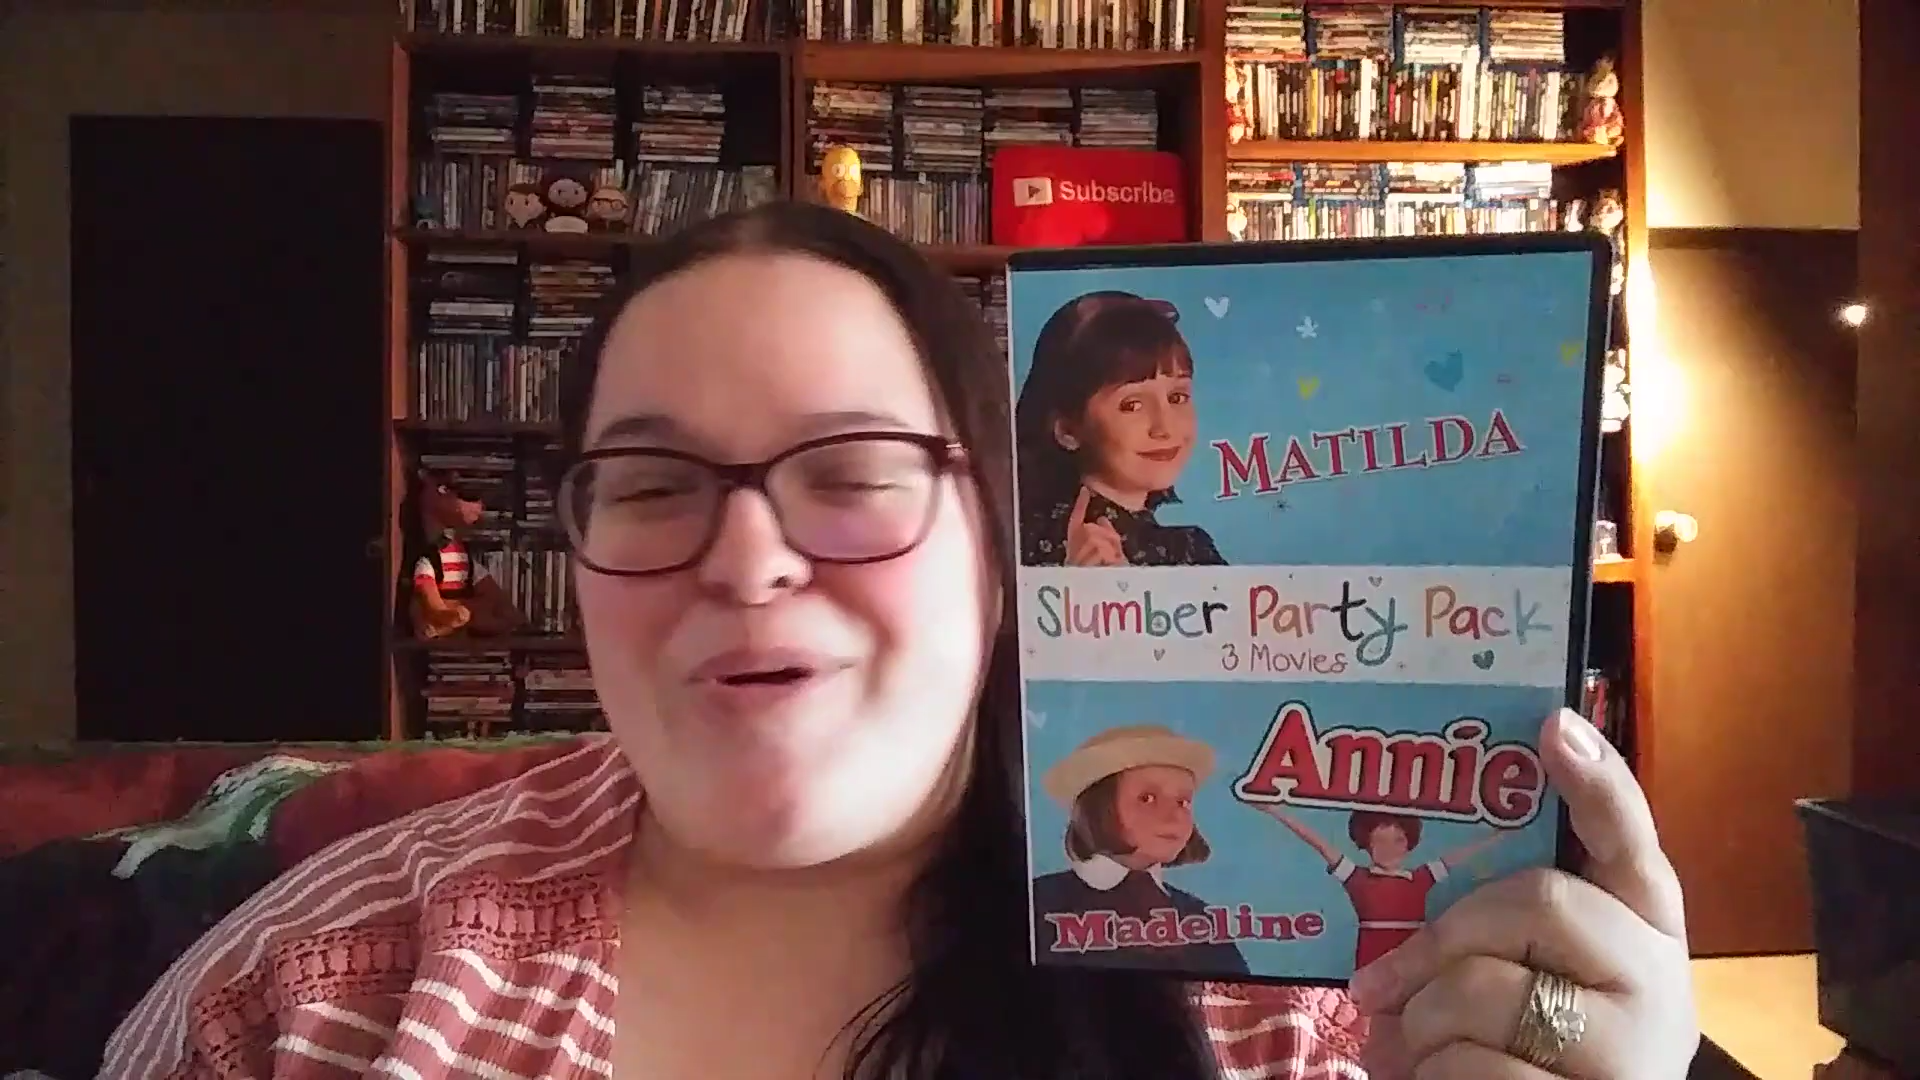 Subscribe
MATILDA
Slumber Party Pack
3 Movies
Annie
Madeline